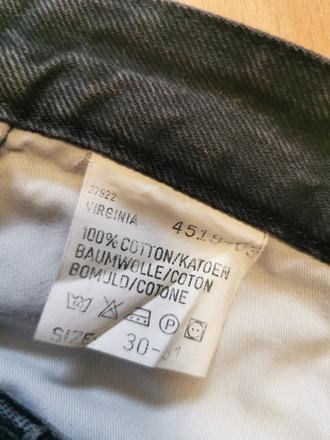 27922
VIRGINIA 4519-03
100% COTTON/KATOEN
BAUMWOLLE/COTON
BOMULD/COTONE
P
SIZE 30-31